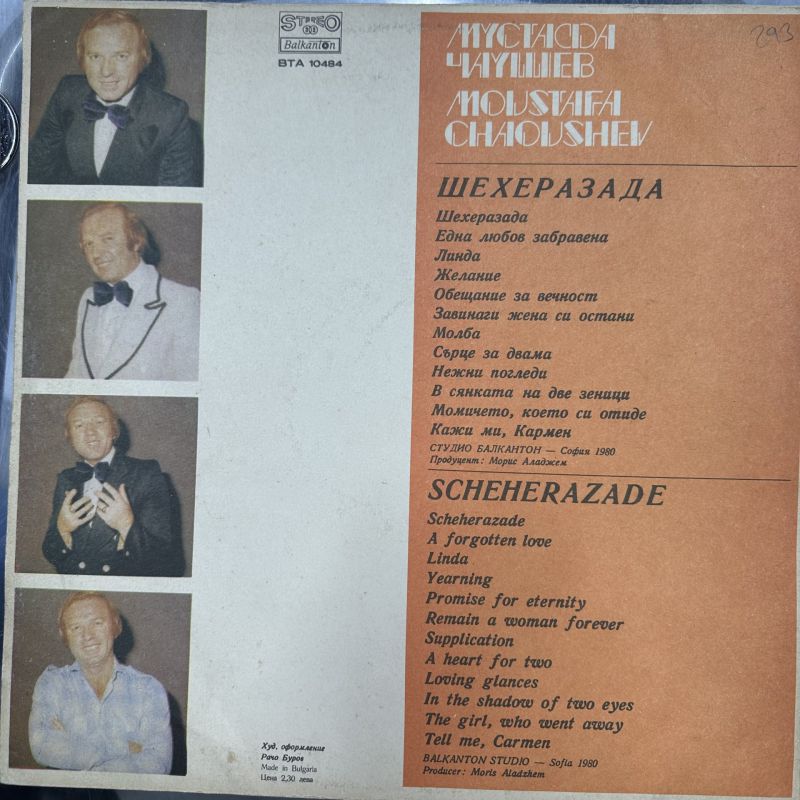 STEREO
Balkanton
BTA 10484
293
МУСТАФА
ЧАУШЕВ
MOUSTAFA
CHAOUSHEV
ШЕХЕРАЗАДА
Шехеразада
Една любов забравена
Линда
Желание
Обещание за вечност
Завинаги жена си остани
Молба
Сърце за двама
Нежни погледи
В сянката на две зеници
Момичето, което си отиде
Кажи ми, Кармен
СТУДИО БАЛКАНТОН — София 1980
Продуцент: Морис Аладжем
SCHEHERAZADE
Scheherazade
A forgotten love
Linda
Yearning
Promise for eternity
Remain a woman forever
Supplication
A heart for two
Loving glances
In the shadow of two eyes
The girl, who went away
Tell me, Carmen
BALKANTON STUDIO — Sofia 1980
Producer: Moris Aladzhem
Худ. оформление
Рачо Буров
Made in Bulgaria
Цена 2,30 лева